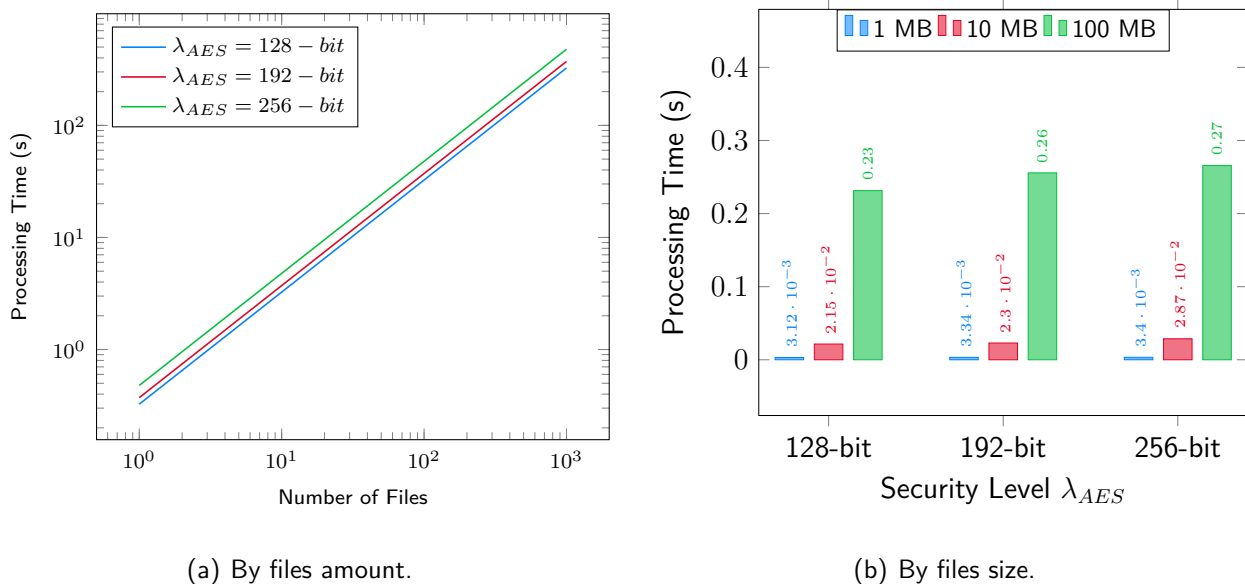 λ_AES = 128 − bit
λ_AES = 192 − bit
λ_AES = 256 − bit
Processing Time (s)
10^2
10^1
10^0
10^0 10^1 10^2 10^3
Number of Files
(a) By files amount.
1 MB 10 MB 100 MB
Processing Time (s)
0.4
0.3
0.2
0.1
0
3.12 · 10^−3
2.15 · 10^−2
0.23
3.34 · 10^−3
2.3 · 10^−2
0.26
3.4 · 10^−3
2.87 · 10^−2
0.27
128-bit 192-bit 256-bit
Security Level λ_AES
(b) By files size.